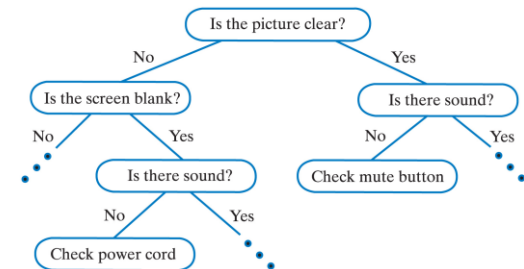 Is the picture clear?
No
Yes
Is the screen blank?
Is there sound?
No
Yes
No
Yes
Is there sound?
Check mute button
No
Yes
Check power cord